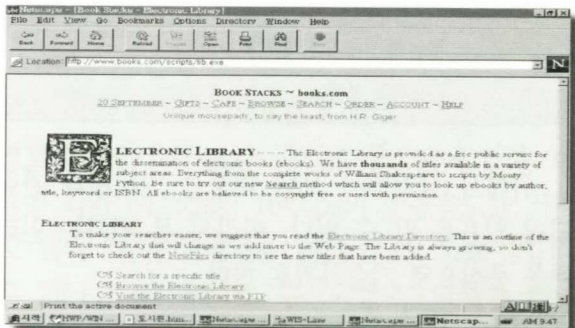 Netscape - [Book Stacks - Electronic Library]
File Edit View Go Bookmarks Options Directory Window Help
Back Forward Home Reload Open Print Find Stop
Location: http://www.books.com/scripts/lib.exe
BOOK STACKS ~ books.com
20 SEPTEMBER ~ GIFTS ~ CAFE ~ BROWSE ~ SEARCH ~ ORDER ~ ACCOUNT ~ HELP
Unique mousepads, to say the least, from H.R. Giger
ELECTRONIC LIBRARY - - - The Electronic Library is provided as a free public service for
the dissemination of electronic books (ebooks). We have thousands of titles available in a variety of
subject areas. Everything from the complete works of William Shakespeare to scripts by Monty
Python. Be sure to try out our new Search method which will allow you to look up ebooks by author,
title, keyword or ISBN. All ebooks are believed to be copyright free or used with permission.
ELECTRONIC LIBRARY
To make your searches easier, we suggest that you read the Electronic Library Directory. This is an outline of the
Electronic Library that will change as we add more to the Web Page. The Library is always growing, so don't
forget to check out the NewFiles directory to see the new titles that have been added.
Search for a specific title
Browse the Electronic Library
Visit the Electronic Library via FTP
Print the active document
시작 HWP/WIN ... Netscape ... WIS-Line Netscape ... Netscap... AM 9:47